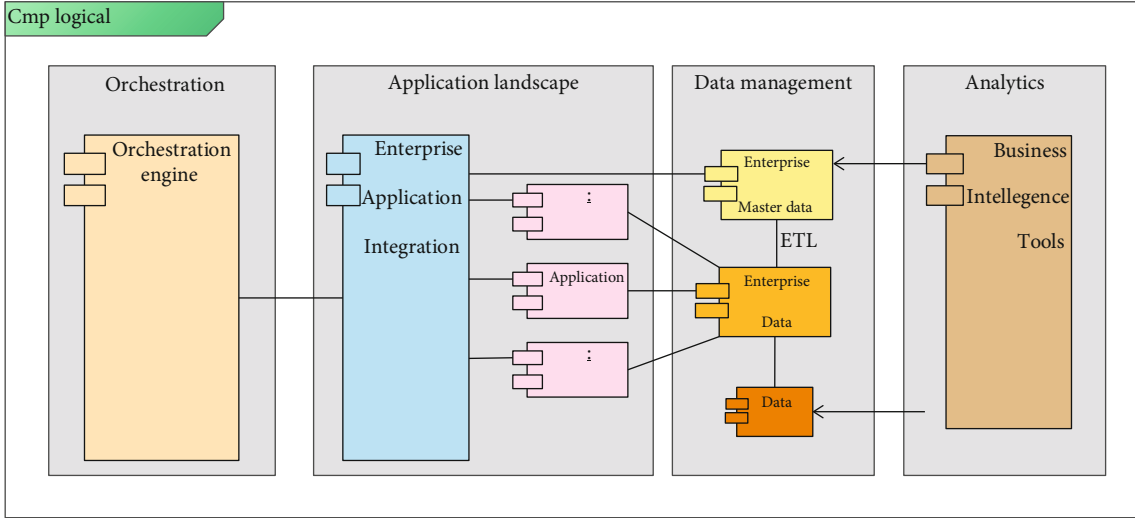 Cmp logical
Orchestration
Application landscape
Data management
Analytics
Orchestration
engine
Enterprise
Application
Integration
:
Application
:
Enterprise
Master data
ETL
Enterprise
Data
Data
Business
Intellegence
Tools